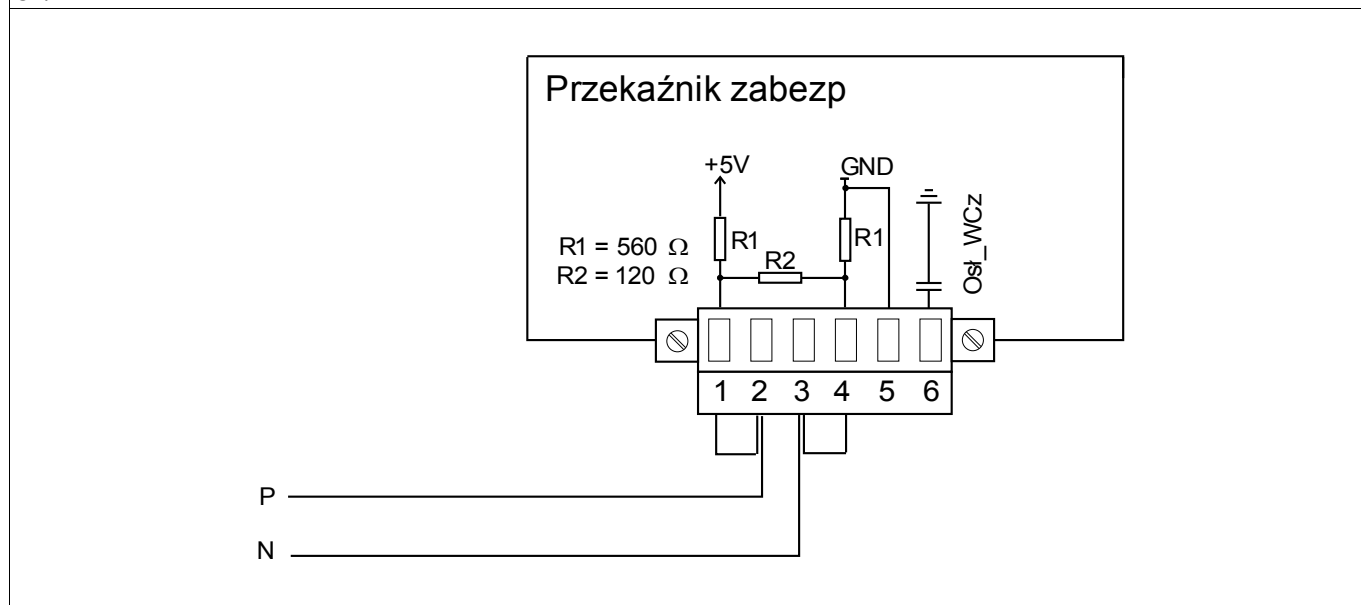 Przekaźnik zabezp
+5V
GND
R1 = 560 Ω
R2 = 120 Ω
R1
R2
R1
Osł_WCz
1 2 3 4 5 6
P
N